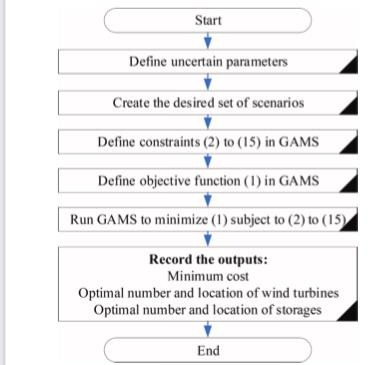 Start
Define uncertain parameters
Create the desired set of scenarios
Define constraints (2) to (15) in GAMS
Define objective function (1) in GAMS
Run GAMS to minimize (1) subject to (2) to (15)
Record the outputs:
Minimum cost
Optimal number and location of wind turbines
Optimal number and location of storages
End